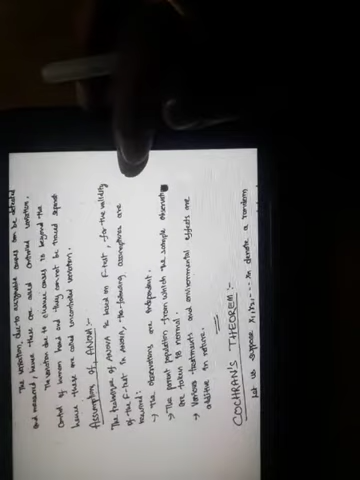 The variation due to assignable causes can be detected
and measured, hence these are called controlled variation.
The variation due to chance causes is beyond the
control of human hand and they cannot be traced separate
hence these are called uncontrolled variation.
Assumption of ANOVA :-
The technique of ANOVA is based on F-test, for the validity
of the F-test in ANOVA, the following assumptions are
→ The observations are independent.
→ The parent population from which the sample observat
are taken is normal.
→ Various treatments and environmental effects are
additive in nature.
COCHRAN'S THEOREM :-
Let us suppose X₁, X₂, --- Xn denote a random